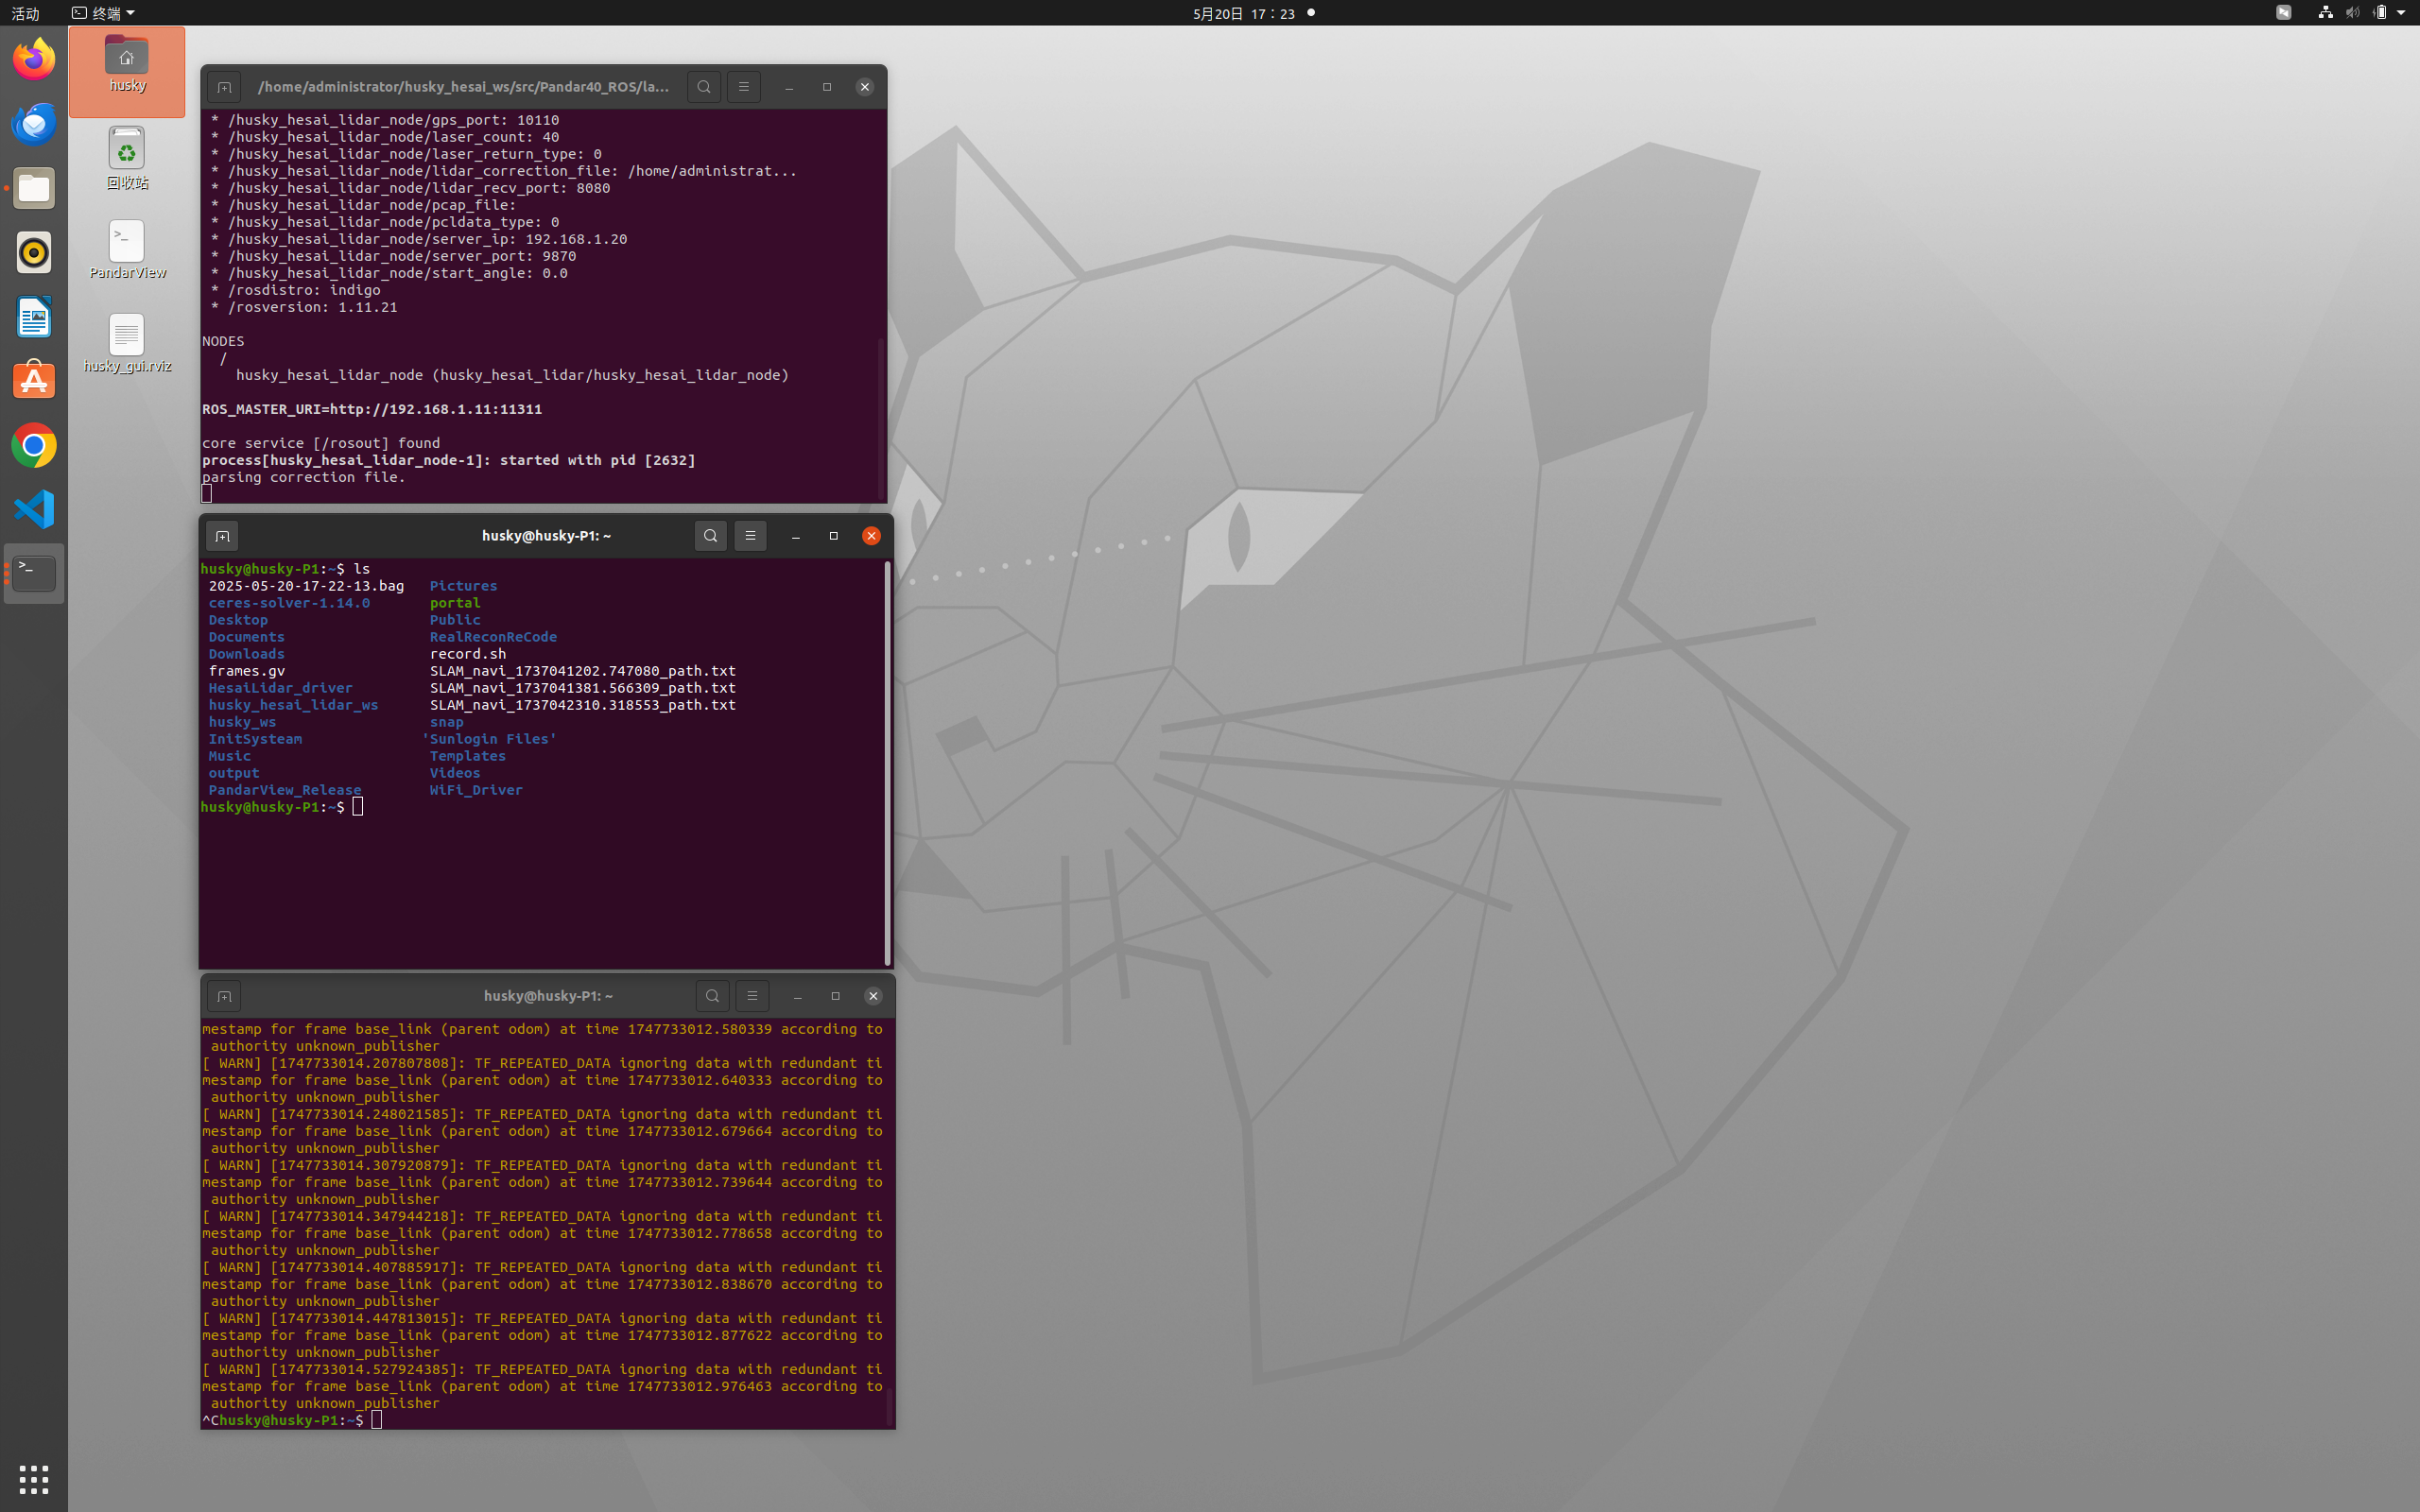 活动
终端
5月20日 17：23
husky
回收站
PandarView
husky_gui.rviz
/home/administrator/husky_hesai_ws/src/Pandar40_ROS/la...
* /husky_hesai_lidar_node/gps_port: 10110
* /husky_hesai_lidar_node/laser_count: 40
* /husky_hesai_lidar_node/laser_return_type: 0
* /husky_hesai_lidar_node/lidar_correction_file: /home/administrat...
* /husky_hesai_lidar_node/lidar_recv_port: 8080
* /husky_hesai_lidar_node/pcap_file:
* /husky_hesai_lidar_node/pcldata_type: 0
* /husky_hesai_lidar_node/server_ip: 192.168.1.20
* /husky_hesai_lidar_node/server_port: 9870
* /husky_hesai_lidar_node/start_angle: 0.0
* /rosdistro: indigo
* /rosversion: 1.11.21
NODES
/
husky_hesai_lidar_node (husky_hesai_lidar/husky_hesai_lidar_node)
ROS_MASTER_URI=http://192.168.1.11:11311
core service [/rosout] found
process[husky_hesai_lidar_node-1]: started with pid [2632]
parsing correction file.
husky@husky-P1: ~
husky@husky-P1:~$ ls
2025-05-20-17-22-13.bag Pictures
ceres-solver-1.14.0 portal
Desktop Public
Documents RealReconReCode
Downloads record.sh
frames.gv SLAM_navi_1737041202.747080_path.txt
HesaiLidar_driver SLAM_navi_1737041381.566309_path.txt
husky_hesai_lidar_ws SLAM_navi_1737042310.318553_path.txt
husky_ws snap
InitSysteam 'Sunlogin Files'
Music Templates
output Videos
PandarView_Release WiFi_Driver
husky@husky-P1:~$
husky@husky-P1: ~
mestamp for frame base_link (parent odom) at time 1747733012.580339 according to
authority unknown_publisher
[ WARN] [1747733014.207807808]: TF_REPEATED_DATA ignoring data with redundant ti
mestamp for frame base_link (parent odom) at time 1747733012.640333 according to
authority unknown_publisher
[ WARN] [1747733014.248021585]: TF_REPEATED_DATA ignoring data with redundant ti
mestamp for frame base_link (parent odom) at time 1747733012.679664 according to
authority unknown_publisher
[ WARN] [1747733014.307920879]: TF_REPEATED_DATA ignoring data with redundant ti
mestamp for frame base_link (parent odom) at time 1747733012.739644 according to
authority unknown_publisher
[ WARN] [1747733014.347944218]: TF_REPEATED_DATA ignoring data with redundant ti
mestamp for frame base_link (parent odom) at time 1747733012.778658 according to
authority unknown_publisher
[ WARN] [1747733014.407885917]: TF_REPEATED_DATA ignoring data with redundant ti
mestamp for frame base_link (parent odom) at time 1747733012.838670 according to
authority unknown_publisher
[ WARN] [1747733014.447813015]: TF_REPEATED_DATA ignoring data with redundant ti
mestamp for frame base_link (parent odom) at time 1747733012.877622 according to
authority unknown_publisher
[ WARN] [1747733014.527924385]: TF_REPEATED_DATA ignoring data with redundant ti
mestamp for frame base_link (parent odom) at time 1747733012.976463 according to
authority unknown_publisher
^Chusky@husky-P1:~$